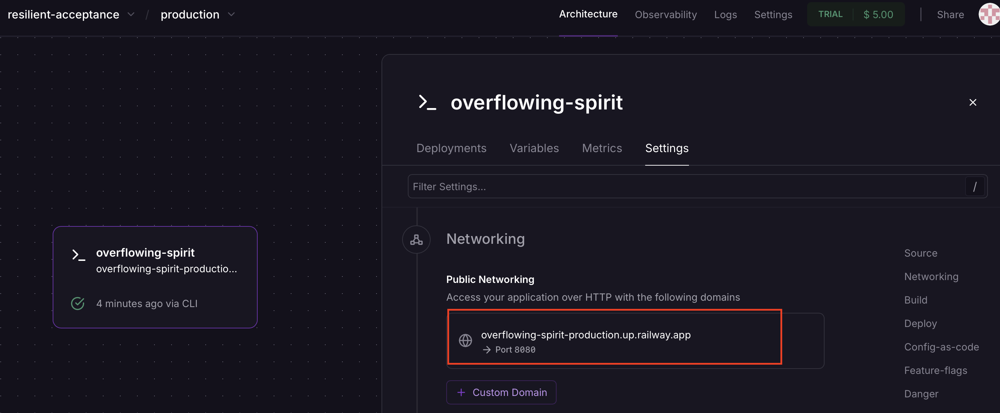 resilient-acceptance / production
Architecture Observability Logs Settings TRIAL $ 5.00 Share
overflowing-spirit
Deployments Variables Metrics Settings
Filter Settings... /
overflowing-spirit
overflowing-spirit-productio...
4 minutes ago via CLI
Networking
Public Networking
Access your application over HTTP with the following domains
overflowing-spirit-production.up.railway.app
→ Port 8080
+ Custom Domain
Source
Networking
Build
Deploy
Config-as-code
Feature-flags
Danger